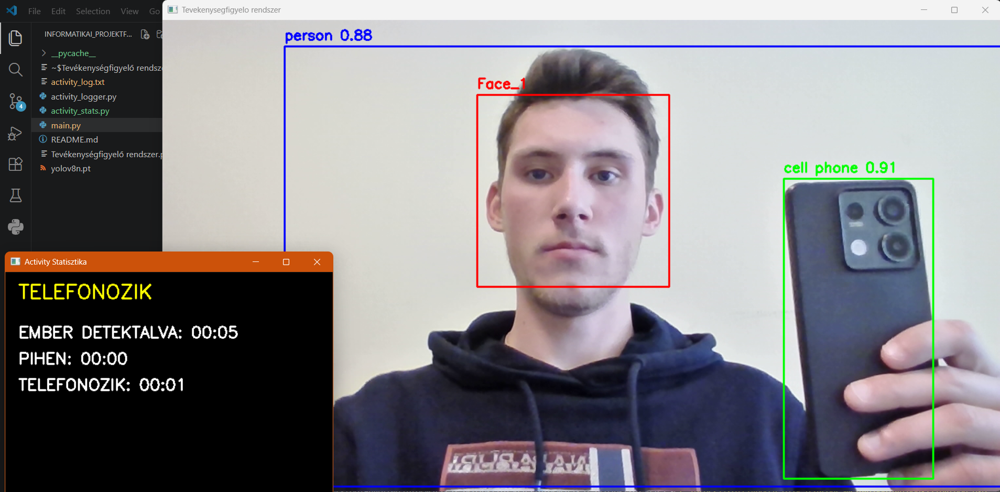 File Edit Selection View Go
Tevekenysegfigyelo rendszer
INFORMATIKAI_PROJEKTF...
__pycache__
~$Tevékenységfigyelő rendsz
activity_log.txt
activity_logger.py
activity_stats.py
main.py
README.md
Tevékenységfigyelő rendszer.p
yolov8n.pt
4
person 0.88
Face_1
cell phone 0.91
Activity Statisztika
TELEFONOZIK
EMBER DETEKTALVA: 00:05
PIHEN: 00:00
TELEFONOZIK: 00:01